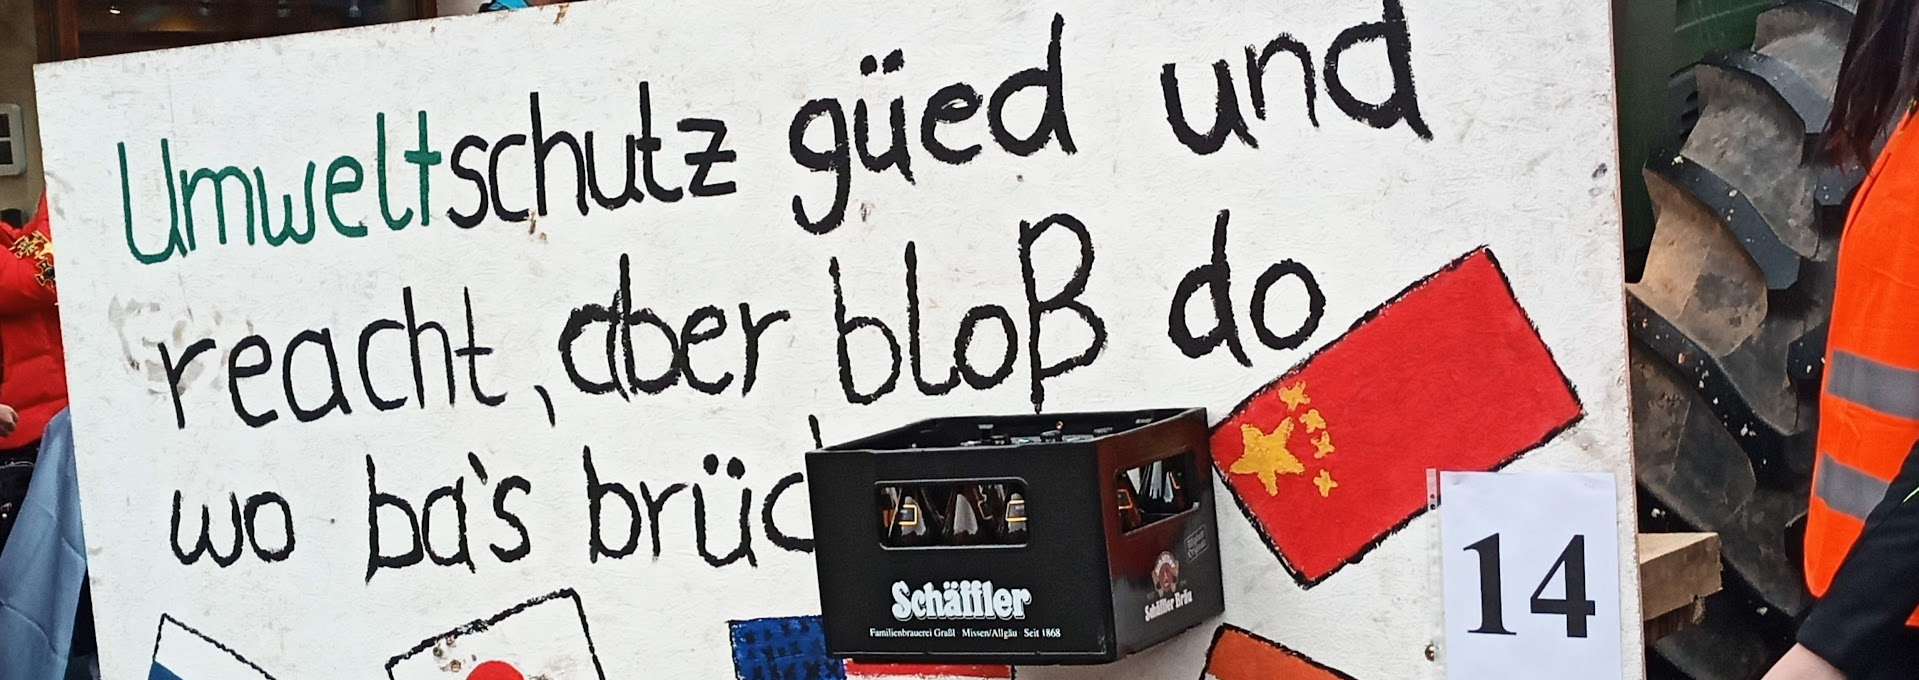 Umweltschutz güed und
reacht, aber bloß do
wo ba's
Schäffler
Familienbrauerei Graßl Missen/Allgäu Seit 1868
Schäffler Bräu
14